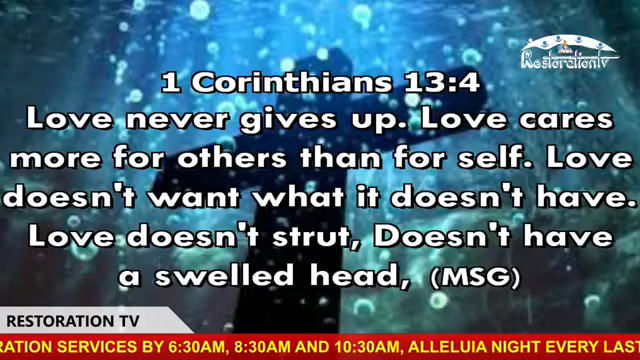 Restorationtv
1 Corinthians 13:4
Love never gives up. Love cares
more for others than for self. Love
doesn't want what it doesn't have.
Love doesn't strut, Doesn't have
a swelled head, (MSG)
RESTORATION TV
RATION SERVICES BY 6:30AM, 8:30AM AND 10:30AM, ALLELUIA NIGHT EVERY LAST